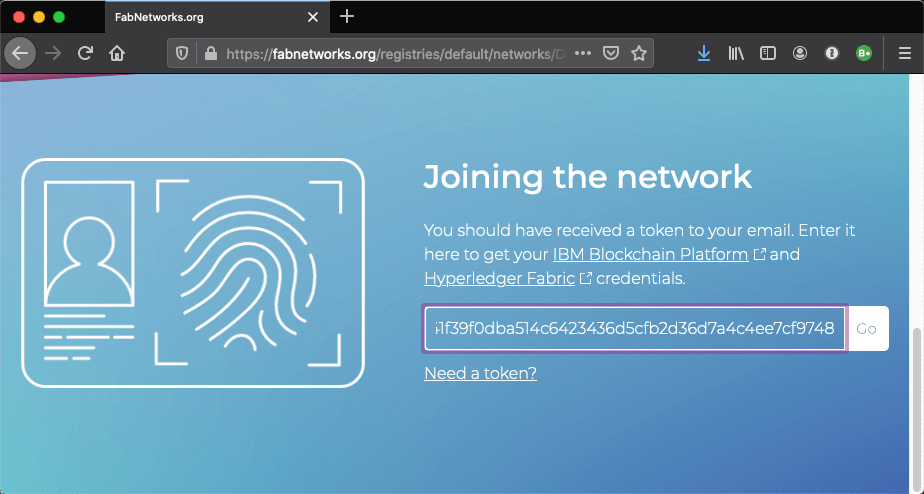 FabNetworks.org
https://fabnetworks.org/registries/default/networks/D
B+
Joining the network
You should have received a token to your email. Enter it
here to get your IBM Blockchain Platform and
Hyperledger Fabric credentials.
1f39f0dba514c6423436d5cfb2d36d7a4c4ee7cf9748
Go
Need a token?